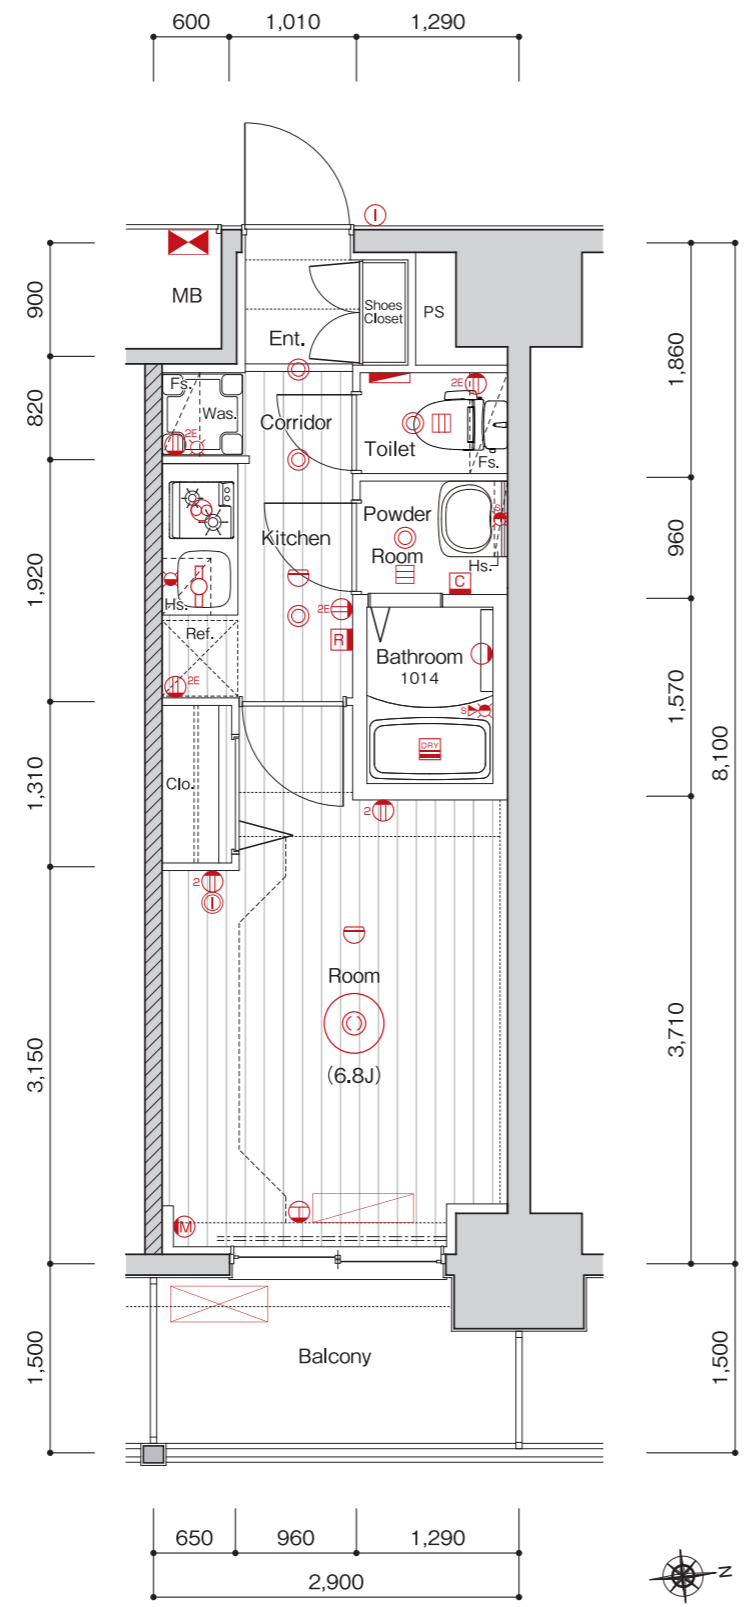 600 1,010 1,290
I
MB
900
Shoes
Closet
PS
Ent.
1,860
2E
Fs.
Was.
820
Corridor
2E
Toilet
Fs.
Powder
Room
S
960
Kitchen
Hs.
1,920
Hs.
C
2E
R
Ref.
Bathroom
1014
2E
1,570
S
8,100
DRY
1,310
Clo.
2
2
I
Room
(6.8J)
3,710
3,150
M
Balcony
1,500
1,500
650 960 1,290
2,900
N